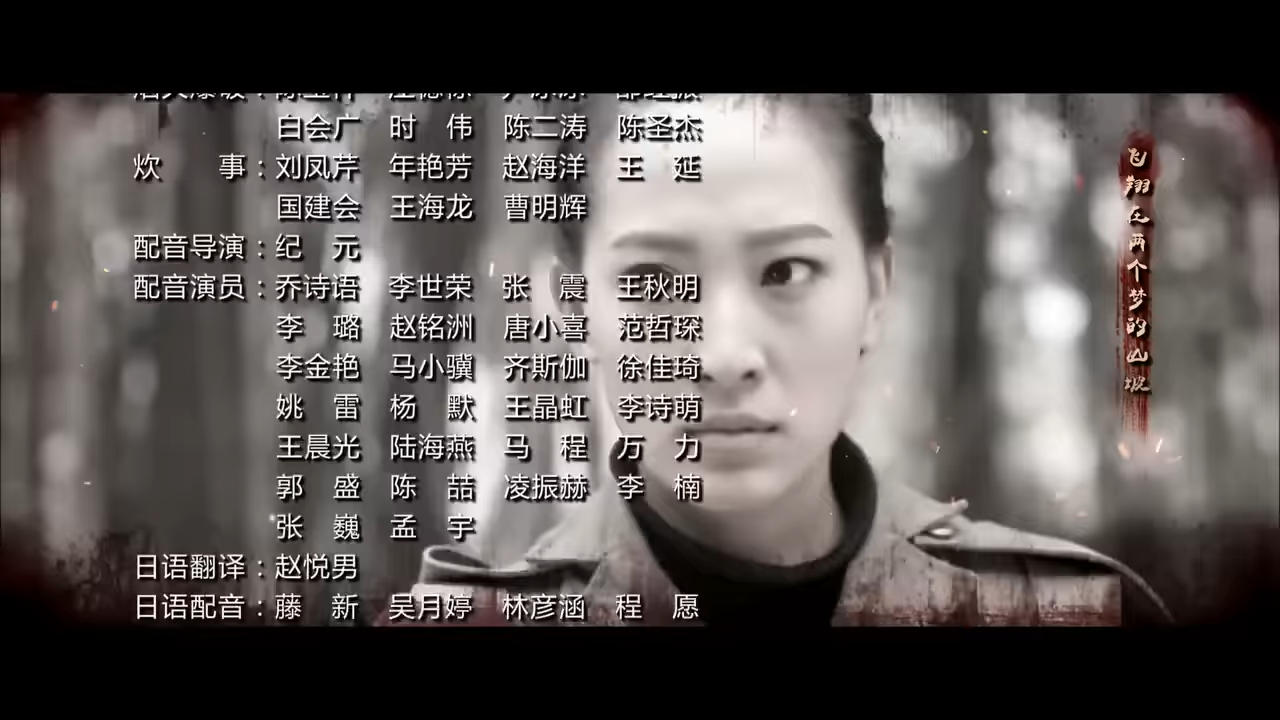 白会广 时 伟 陈二涛 陈圣杰
炊 事：刘凤芹 年艳芳 赵海洋 王 延
国建会 王海龙 曹明辉
配音导演：纪 元
配音演员：乔诗语 李世荣 张 震 王秋明
李 璐 赵铭洲 唐小喜 范哲琛
李金艳 马小骥 齐斯伽 徐佳琦
姚 雷 杨 默 王晶虹 李诗萌
王晨光 陆海燕 马 程 万 力
郭 盛 陈 喆 凌振赫 李 楠
张 巍 孟 宇
日语翻译：赵悦男
日语配音：藤 新 吴月婷 林彦涵 程 愿
飞翔在两个梦的山坡